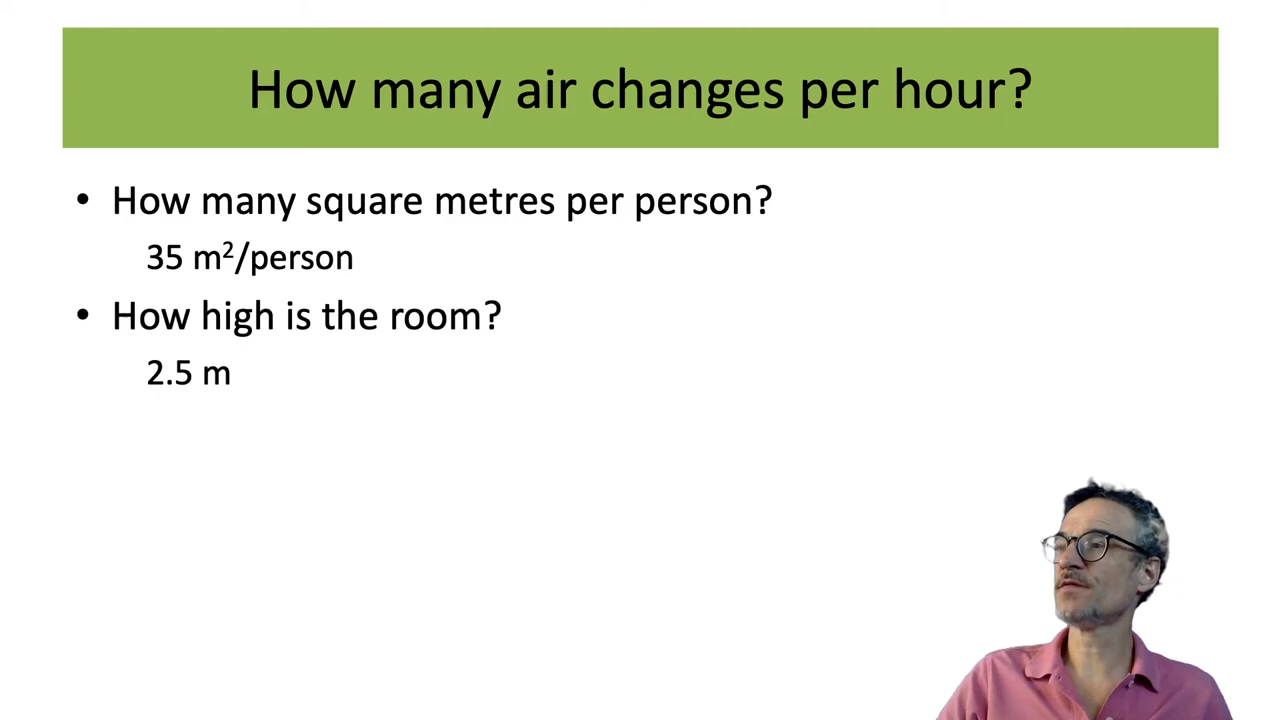 How many air changes per hour?
• How many square metres per person?
35 m²/person
• How high is the room?
2.5 m